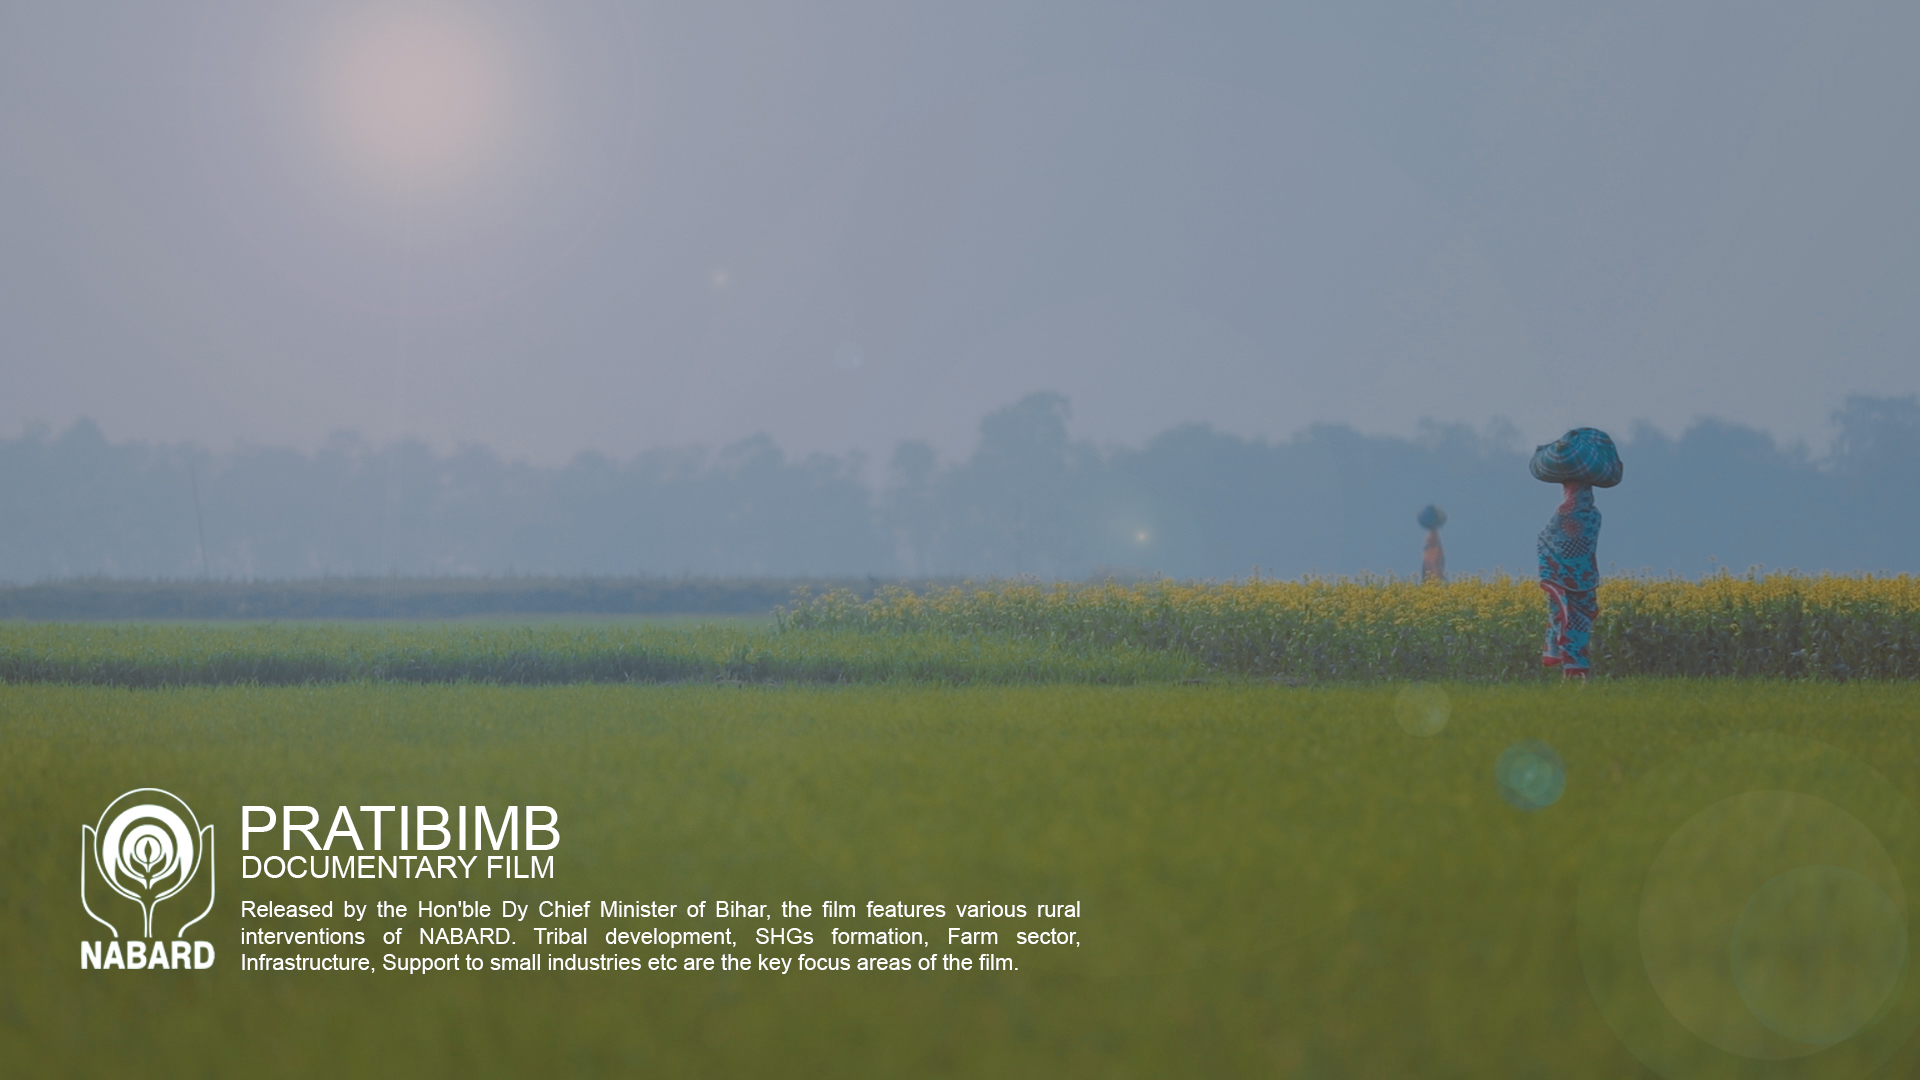 PRATIBIMB
DOCUMENTARY FILM
Released by the Hon'ble Dy Chief Minister of Bihar, the film features various rural
interventions of NABARD. Tribal development, SHGs formation, Farm sector,
Infrastructure, Support to small industries etc are the key focus areas of the film.
NABARD